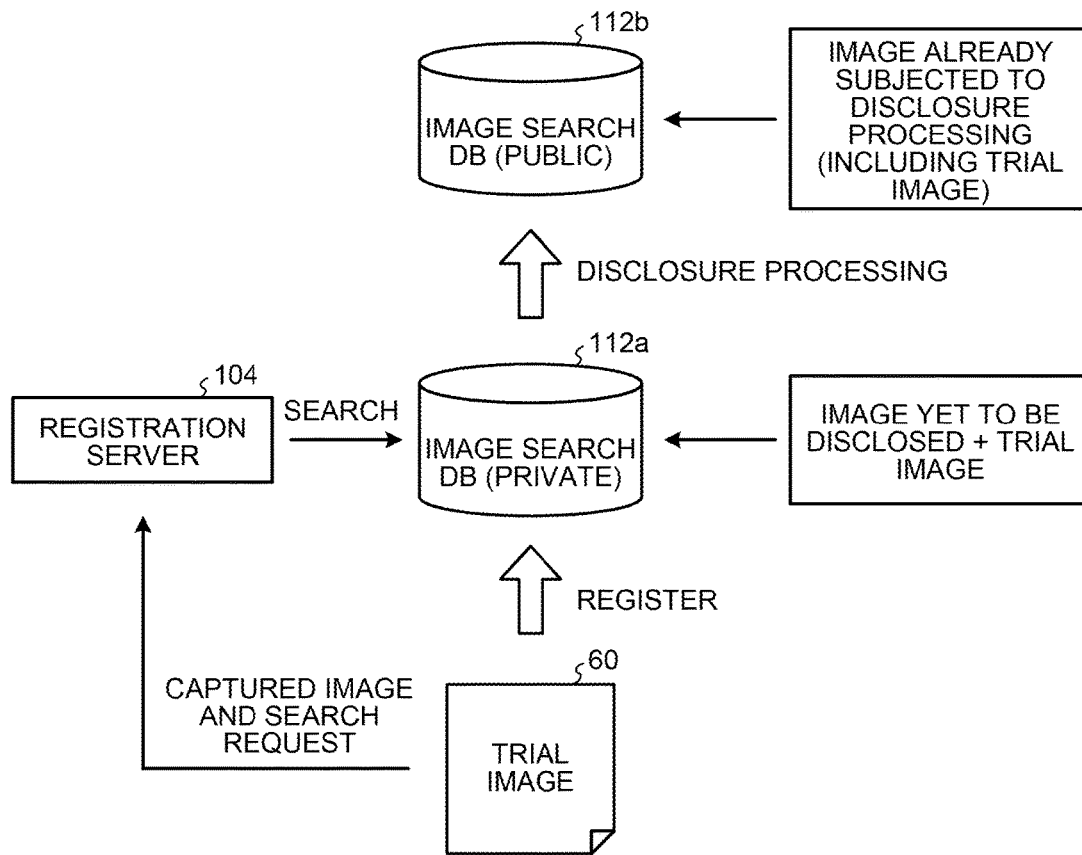 112b
IMAGE SEARCH
DB (PUBLIC)
IMAGE ALREADY
SUBJECTED TO
DISCLOSURE
PROCESSING
(INCLUDING TRIAL
IMAGE)
DISCLOSURE PROCESSING
104
REGISTRATION
SERVER
SEARCH
112a
IMAGE SEARCH
DB (PRIVATE)
IMAGE YET TO BE
DISCLOSED + TRIAL
IMAGE
REGISTER
CAPTURED IMAGE
AND SEARCH
REQUEST
60
TRIAL
IMAGE